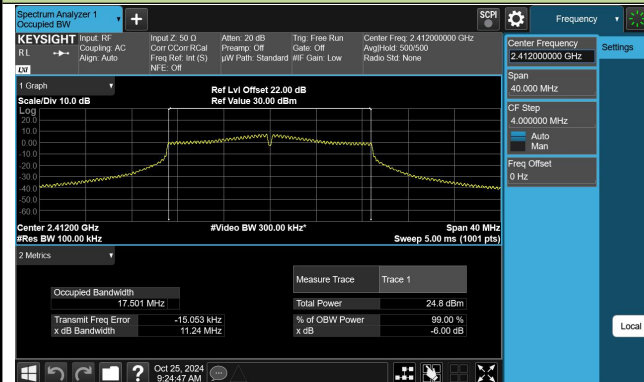 Spectrum Analyzer 1
Occupied BW
SCPI
Frequency
KEYSIGHT
RL
LXI
Input: RF
Coupling: AC
Align: Auto
Input Z: 50 Ω
Corr CCorr RCal
Freq Ref: Int (S)
NFE: Off
Atten: 20 dB
Preamp: Off
µW Path: Standard
Trig: Free Run
Gate: Off
#IF Gain: Low
Center Freq: 2.412000000 GHz
Avg|Hold: 500/500
Radio Std: None
Center Frequency
2.412000000 GHz
Settings
Span
40.000 MHz
CF Step
4.000000 MHz
Auto
Man
Freq Offset
0 Hz
Local
1 Graph
Scale/Div 10.0 dB
Ref Lvl Offset 22.00 dB
Ref Value 30.00 dBm
Log
20.0
10.0
0.00
-10.0
-20.0
-30.0
-40.0
-50.0
-60.0
Center 2.41200 GHz
#Res BW 100.00 kHz
#Video BW 300.00 kHz*
Span 40 MHz
Sweep 5.00 ms (1001 pts)
2 Metrics
Measure Trace Trace 1
Occupied Bandwidth
17.501 MHz
Total Power 24.8 dBm
Transmit Freq Error -15.053 kHz
% of OBW Power 99.00 %
x dB Bandwidth 11.24 MHz
x dB -6.00 dB
?
Oct 25, 2024
9:24:47 AM